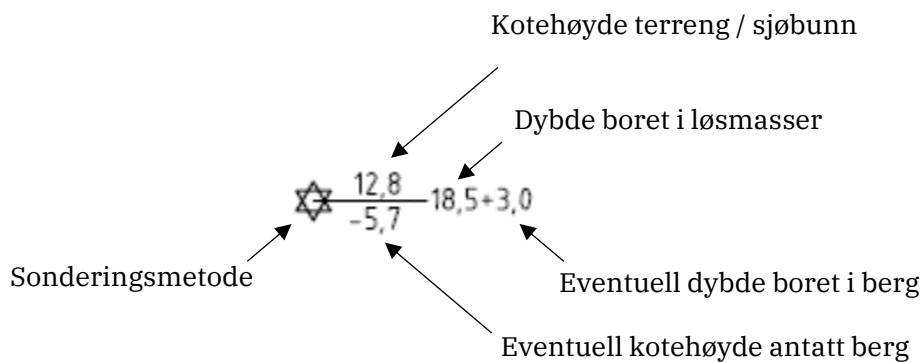 Kotehøyde terreng / sjøbunn
Dybde boret i løsmasser
12,8
18,5+3,0
−5,7
Sonderingsmetode
Eventuell dybde boret i berg
Eventuell kotehøyde antatt berg